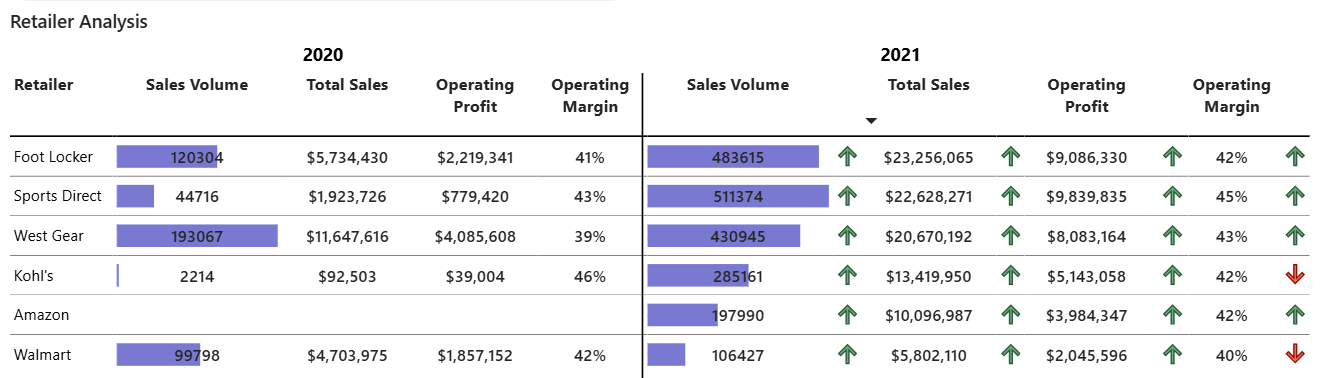 Retailer Analysis
2020 2021
Retailer Sales Volume Total Sales Operating Profit Operating Margin Sales Volume Total Sales Operating Profit Operating Margin
Foot Locker 120304 $5,734,430 $2,219,341 41% 483615 $23,256,065 $9,086,330 42%
Sports Direct 44716 $1,923,726 $779,420 43% 511374 $22,628,271 $9,839,835 45%
West Gear 193067 $11,647,616 $4,085,608 39% 430945 $20,670,192 $8,083,164 43%
Kohl's 2214 $92,503 $39,004 46% 285161 $13,419,950 $5,143,058 42%
Amazon 197990 $10,096,987 $3,984,347 42%
Walmart 99798 $4,703,975 $1,857,152 42% 106427 $5,802,110 $2,045,596 40%